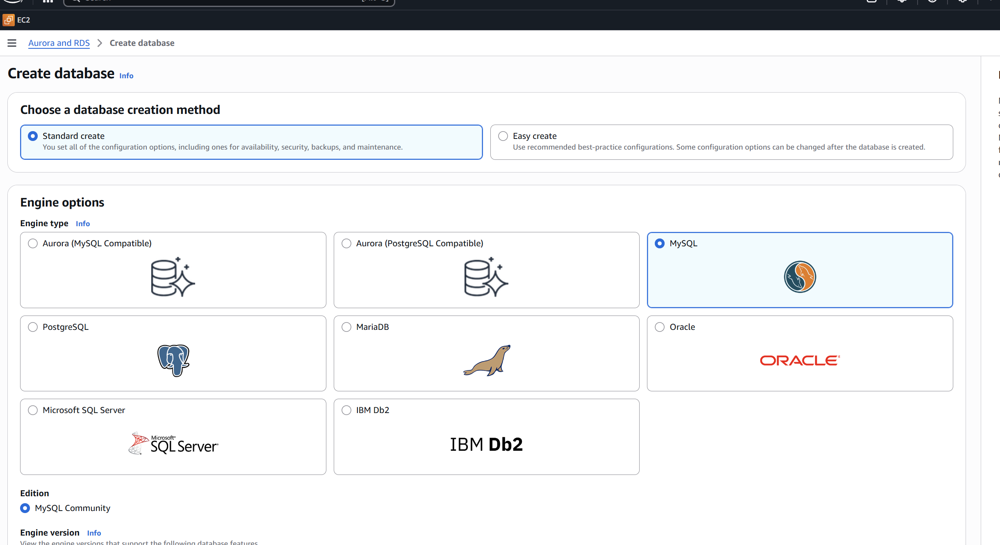 EC2
Aurora and RDS > Create database
Create database Info
Choose a database creation method
Standard create
You set all of the configuration options, including ones for availability, security, backups, and maintenance.
Easy create
Use recommended best-practice configurations. Some configuration options can be changed after the database is created.
Engine options
Engine type Info
Aurora (MySQL Compatible)
Aurora (PostgreSQL Compatible)
MySQL
PostgreSQL
MariaDB
Oracle
ORACLE
Microsoft SQL Server
Microsoft®
SQL Server®
IBM Db2
IBM Db2
Edition
MySQL Community
Engine version Info
View the engine versions that support the following database features.